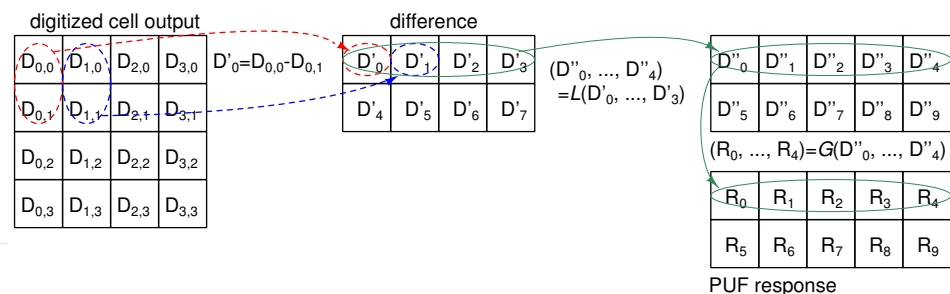 digitized cell output
D0,0 D1,0 D2,0 D3,0
D0,1 D1,1 D2,1 D3,1
D0,2 D1,2 D2,2 D3,2
D0,3 D1,3 D2,3 D3,3
D'0=D0,0-D0,1
difference
D'0 D'1 D'2 D'3
D'4 D'5 D'6 D'7
(D''0, ..., D''4)
=L(D'0, ..., D'3)
D''0 D''1 D''2 D''3 D''4
D''5 D''6 D''7 D''8 D''9
(R0, ..., R4)=G(D''0, ..., D''4)
R0 R1 R2 R3 R4
R5 R6 R7 R8 R9
PUF response